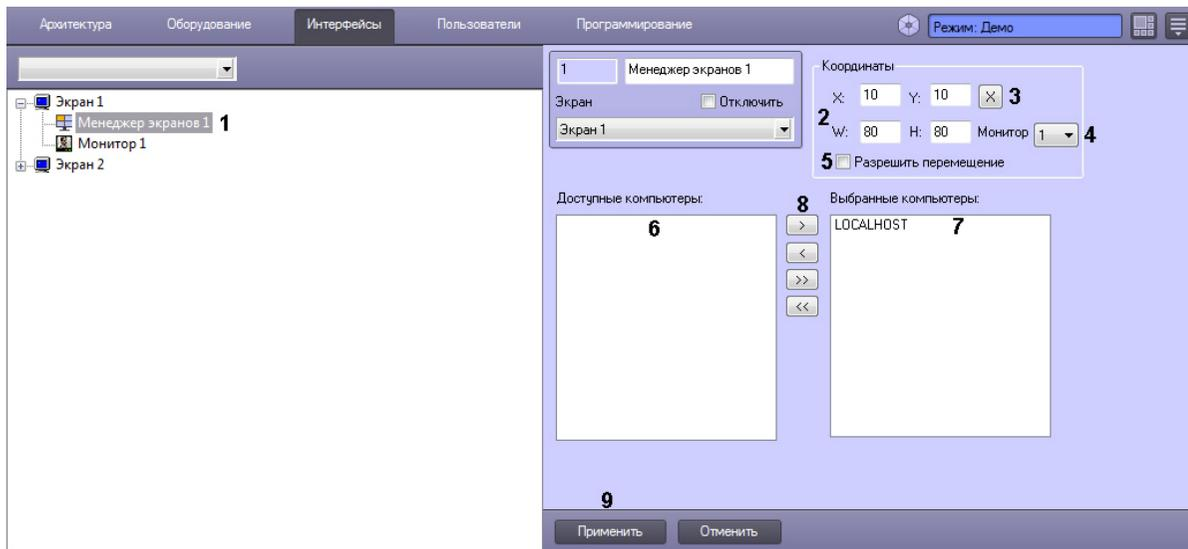 Архитектура Оборудование Интерфейсы Пользователи Программирование Режим: Демо
Экран 1
Менеджер экранов 1 1
Монитор 1
Экран 2
1 Менеджер экранов 1
Экран Отключить
Экран 1
Координаты
X: 10 Y: 10 X 3
2
W: 80 H: 80 Монитор 1 4
5 Разрешить перемещение
Доступные компьютеры: 8 Выбранные компьютеры:
6 > LOCALHOST 7
<
>>
<<
9
Применить Отменить